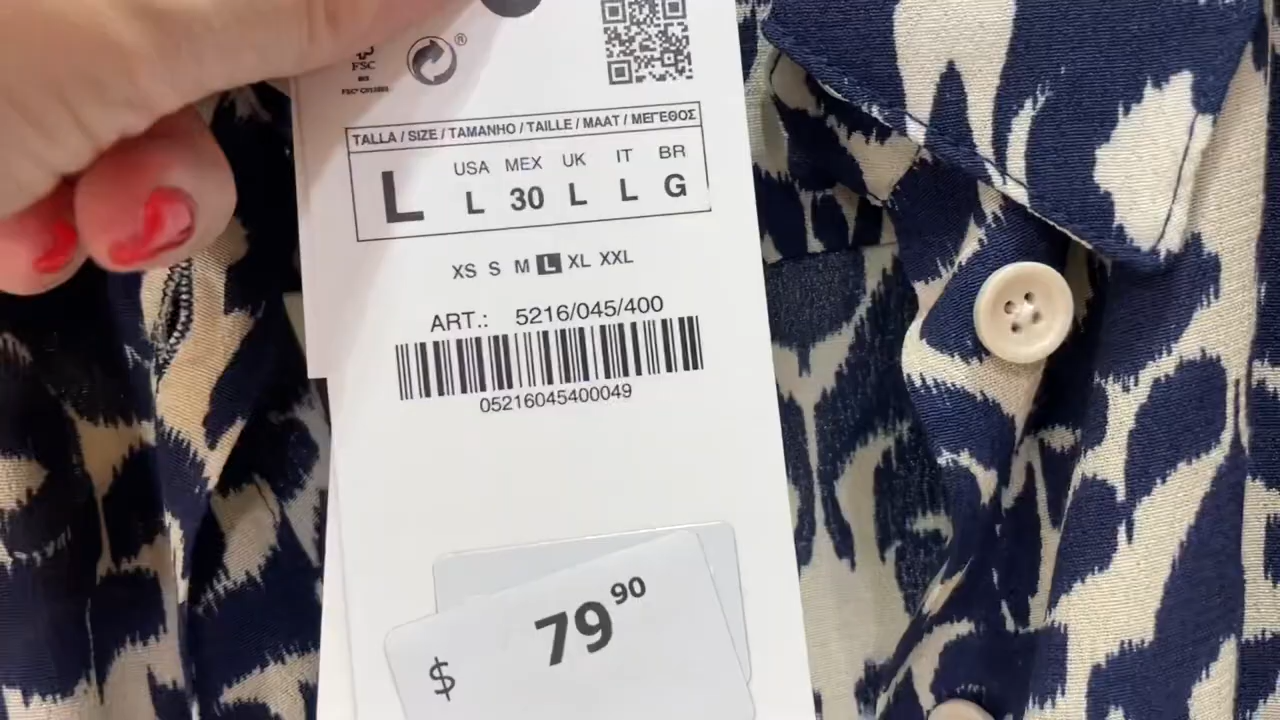 FSC
®
TALLA / SIZE / TAMANHO / TAILLE / MAAT / ΜΕΓΕΘΟΣ
USA MEX UK IT BR
L L 30 L L G
XS S M L XL XXL
ART.: 5216/045/400
05216045400049
$ 79⁹⁰